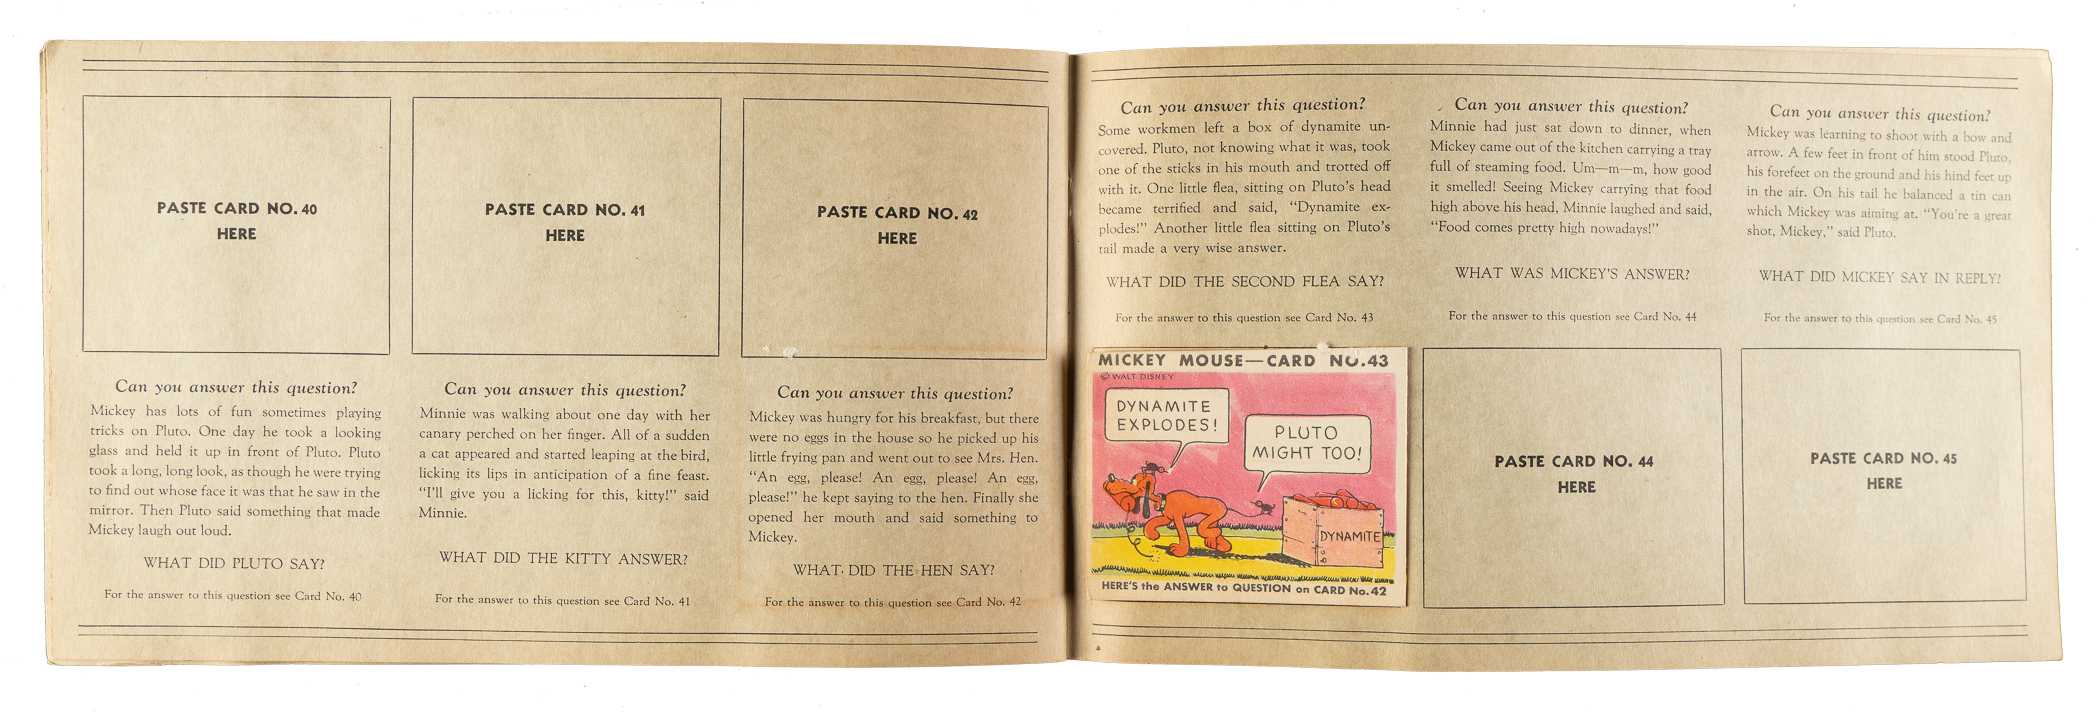 PASTE CARD NO. 40
HERE
Can you answer this question?
Mickey has lots of fun sometimes playing
tricks on Pluto. One day he took a looking
glass and held it up in front of Pluto. Pluto
took a long, long look, as though he were trying
to find out whose face it was that he saw in the
mirror. Then Pluto said something that made
Mickey laugh out loud.
WHAT DID PLUTO SAY?
For the answer to this question see Card No. 40
PASTE CARD NO. 41
HERE
Can you answer this question?
Minnie was walking about one day with her
canary perched on her finger. All of a sudden
a cat appeared and started leaping at the bird,
licking its lips in anticipation of a fine feast.
“I’ll give you a licking for this, kitty!” said
Minnie.
WHAT DID THE KITTY ANSWER?
For the answer to this question see Card No. 41
PASTE CARD NO. 42
HERE
Can you answer this question?
Mickey was hungry for his breakfast, but there
were no eggs in the house so he picked up his
little frying pan and went out to see Mrs. Hen.
“An egg, please! An egg, please! An egg,
please!” he kept saying to the hen. Finally she
opened her mouth and said something to
Mickey.
WHAT DID THE HEN SAY?
For the answer to this question see Card No. 42
Can you answer this question?
Some workmen left a box of dynamite un-
covered. Pluto, not knowing what it was, took
one of the sticks in his mouth and trotted off
with it. One little flea, sitting on Pluto’s head
became terrified and said, “Dynamite ex-
plodes!” Another little flea sitting on Pluto’s
tail made a very wise answer.
WHAT DID THE SECOND FLEA SAY?
For the answer to this question see Card No. 43
MICKEY MOUSE—CARD NO.43
© WALT DISNEY
DYNAMITE
EXPLODES!
PLUTO
MIGHT TOO!
DYNAMITE
HERE'S the ANSWER to QUESTION on CARD No.42
Can you answer this question?
Minnie had just sat down to dinner, when
Mickey came out of the kitchen carrying a tray
full of steaming food. Um—m—m, how good
it smelled! Seeing Mickey carrying that food
high above his head, Minnie laughed and said,
“Food comes pretty high nowadays!”
WHAT WAS MICKEY’S ANSWER?
For the answer to this question see Card No. 44
PASTE CARD NO. 44
HERE
Can you answer this question?
Mickey was learning to shoot with a bow and
arrow. A few feet in front of him stood Pluto,
his forefeet on the ground and his hind feet up
in the air. On his tail he balanced a tin can
which Mickey was aiming at. “You’re a great
shot, Mickey,” said Pluto.
WHAT DID MICKEY SAY IN REPLY?
For the answer to this question see Card No. 45
PASTE CARD NO. 45
HERE